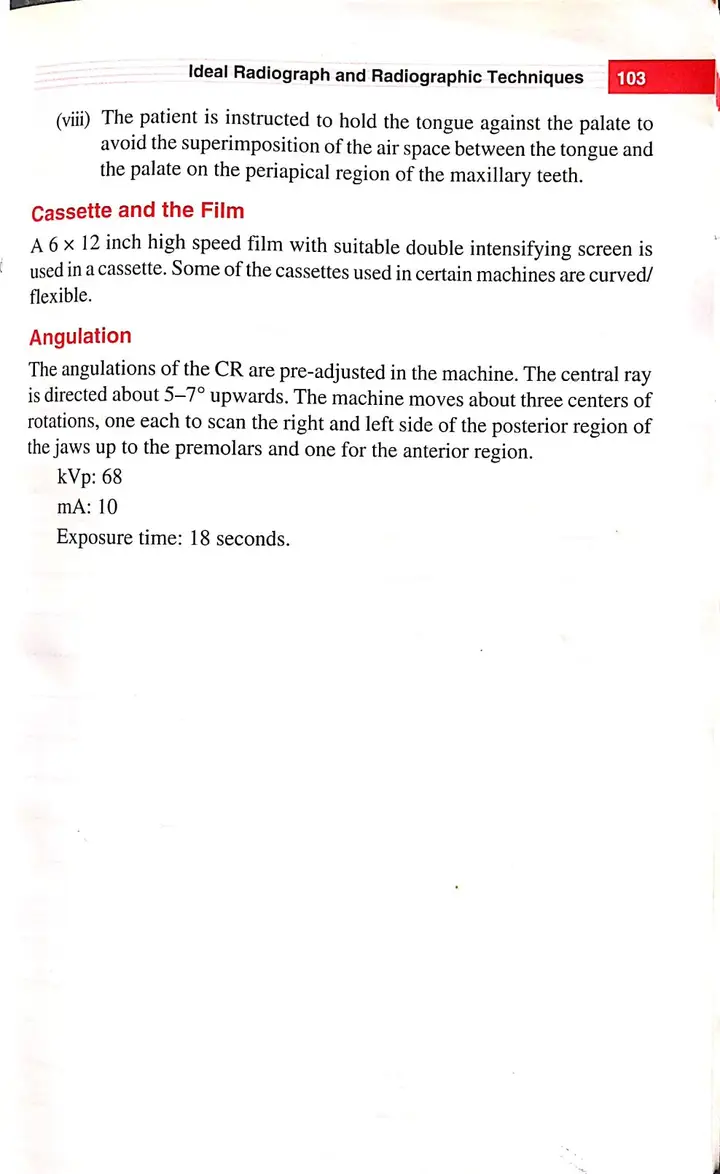 Ideal Radiograph and Radiographic Techniques 103
(viii) The patient is instructed to hold the tongue against the palate to
avoid the superimposition of the air space between the tongue and
the palate on the periapical region of the maxillary teeth.
Cassette and the Film
A 6 × 12 inch high speed film with suitable double intensifying screen is
used in a cassette. Some of the cassettes used in certain machines are curved/
flexible.
Angulation
The angulations of the CR are pre-adjusted in the machine. The central ray
is directed about 5–7° upwards. The machine moves about three centers of
rotations, one each to scan the right and left side of the posterior region of
the jaws up to the premolars and one for the anterior region.
kVp: 68
mA: 10
Exposure time: 18 seconds.